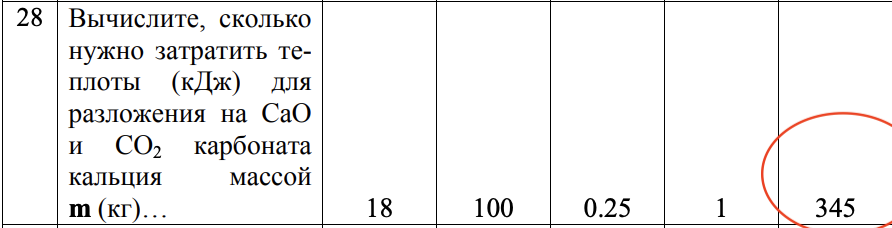 28 Вычислите, сколько
нужно затратить те-
плоты (кДж) для
разложения на CaO
и CO₂ карбоната
кальция массой
m (кг)… 18 100 0.25 1 345